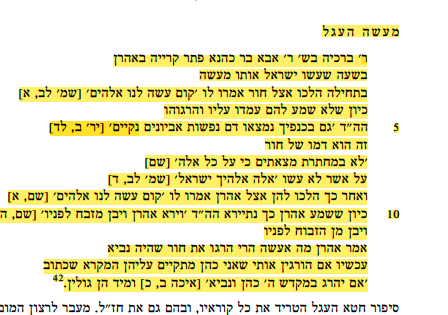 מעשה העגל
ר' ברכיה בש' ר' אבא בר כהנא פתר קרייה באהרן
בשעה שעשו ישראל אותו מעשה
בתחילה הלכו אצל חור אמרו לו 'קום עשה לנו אלהים' [שמ' לב, א]
כיון שלא שמע להם עמדו עליו והרגוהו
5 הה"ד 'גם בכנפיך נמצאו דם נפשות אביונים נקיים' [יר' ב, לד]
זה הוא דמו של חור
'לא במחתרת מצאתים כי על כל אלה' [שם]
על אשר לא עשו 'אלה אלהיך ישראל' [שמ' לב, ד]
ואחר כך הלכו להן אצל אהרן אמרו לו 'קום עשה לנו אלהים' [שם, א]
10 כיון ששמע אהרן כך נתיירא הה"ד 'וירא אהרן ויבן מזבח לפניו' [שם, ה
ויבן מן הזבוח לפניו
אמר אהרן מה אעשה הרי הרגו את חור שהיה נביא
עכשיו אם הורגין אותי שאני כהן מתקיים עליהן המקרא שכתוב
'אם יהרג במקדש ה' כהן ונביא' [איכה ב, כ] ומיד הן גולין.42
סיפור חטא העגל הטריד את כל קוראיו, ובהם גם את חז"ל. מעבר לרצון המוב